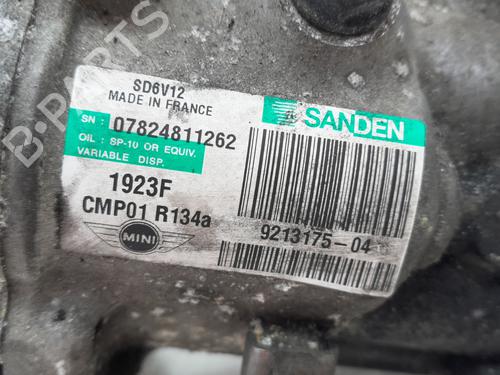 B-PARTS
SD6V12
MADE IN FRANCE
SN : 07824811262
OIL : SP-10 OR EQUIV.
VARIABLE DISP.
1923F
CMP01 R134a
MINI
SANDEN
9213175-04